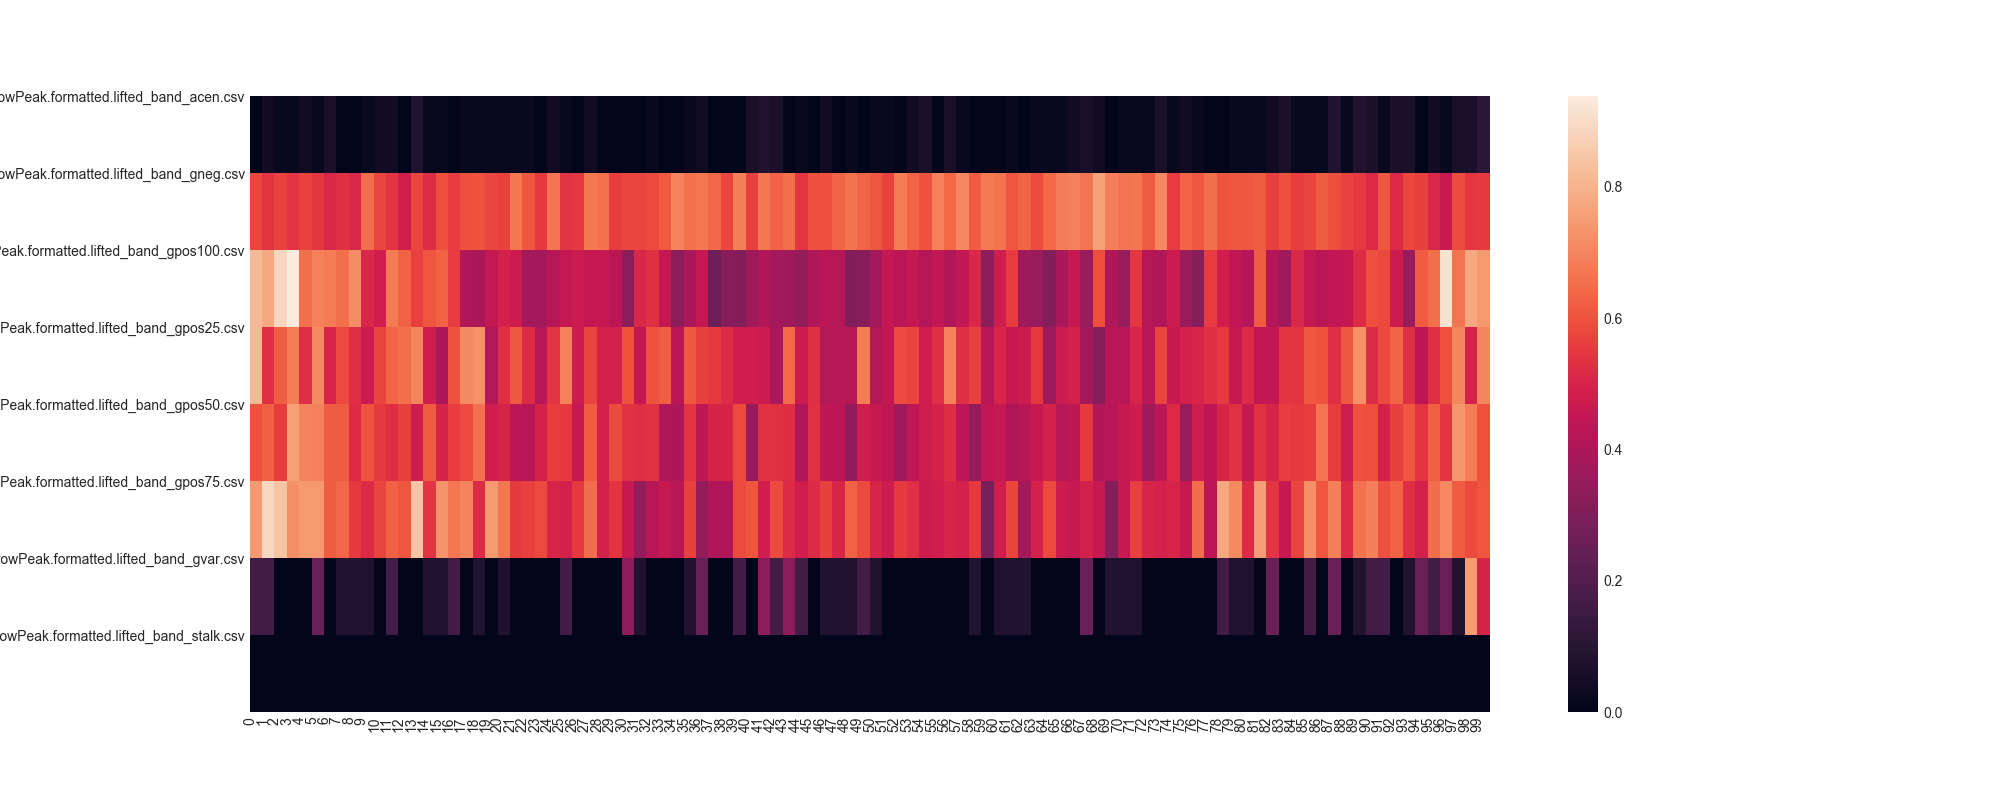 owPeak.formatted.lifted_band_acen.csv
owPeak.formatted.lifted_band_gneg.csv
Peak.formatted.lifted_band_gpos100.csv
Peak.formatted.lifted_band_gpos25.csv
Peak.formatted.lifted_band_gpos50.csv
Peak.formatted.lifted_band_gpos75.csv
owPeak.formatted.lifted_band_gvar.csv
owPeak.formatted.lifted_band_stalk.csv
0 1 2 3 4 5 6 7 8 9 10 11 12 13 14 15 16 17 18 19 20 21 22 23 24 25 26 27 28 29 30 31 32 33 34 35 36 37 38 39 40 41 42 43 44 45 46 47 48 49 50 51 52 53 54 55 56 57 58 59 60 61 62 63 64 65 66 67 68 69 70 71 72 73 74 75 76 77 78 79 80 81 82 83 84 85 86 87 88 89 90 91 92 93 94 95 96 97 98 99
0.8
0.6
0.4
0.2
0.0